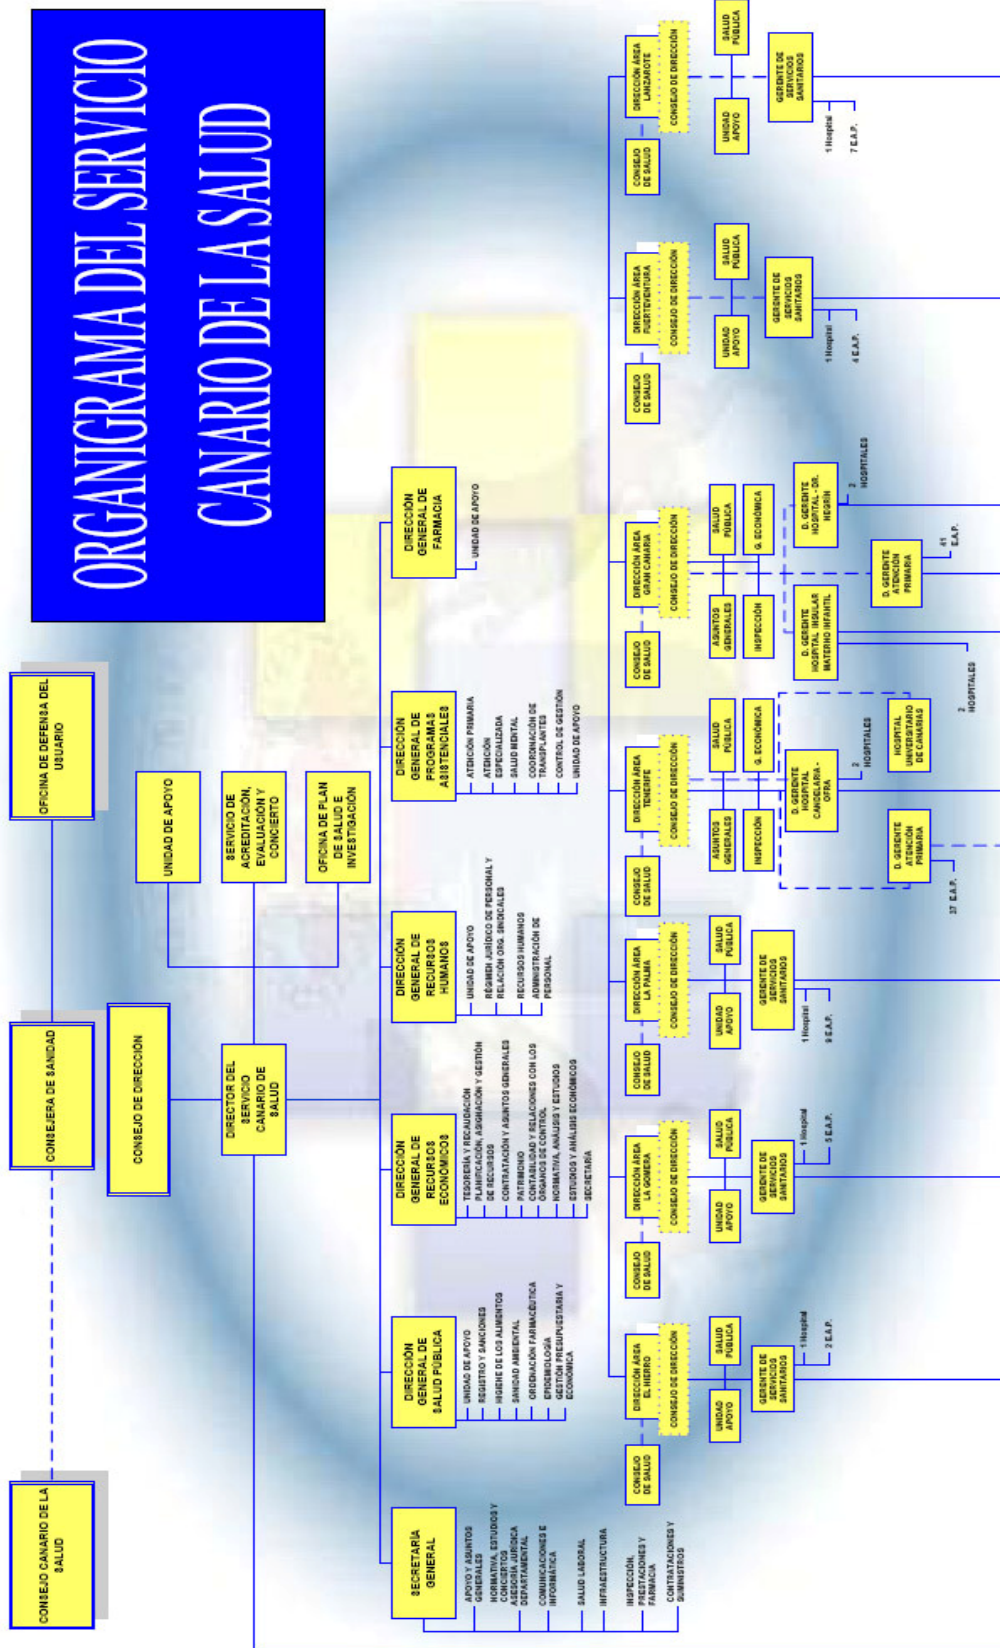 ORGANIGRAMA DEL SERVICIO
CANARIO DE LA SALUD
CONSEJO CANARIO DE LA
SALUD
CONSEJERA DE SANIDAD
OFICINA DE DEFENSA DEL
USUARIO
CONSEJO DE DIRECCIÓN
UNIDAD DE APOYO
DIRECTOR DEL
SERVICIO
CANARIO DE
SALUD
SERVICIO DE
ACREDITACIÓN,
EVALUACIÓN Y
CONCIERTO
OFICINA DE PLAN
DE SALUD E
INVESTIGACIÓN
SECRETARÍA
GENERAL
APOYO Y ASUNTOS
GENERALES
NORMATIVA, ESTUDIOS Y
CONCIERTOS
ASESORÍA JURÍDICA
DEPARTAMENTAL
COMUNICACIONES E
INFORMÁTICA
SALUD LABORAL
INFRAESTRUCTURA
INSPECCIÓN,
PRESTACIONES Y
FARMACIA
CONTRATACIONES Y
SUMINISTROS
DIRECCIÓN
GENERAL DE
SALUD PÚBLICA
UNIDAD DE APOYO
REGISTRO Y SANCIONES
HIGIENE DE LOS ALIMENTOS
SANIDAD AMBIENTAL
ORDENACIÓN FARMACÉUTICA
EPIDEMIOLOGÍA
GESTIÓN PRESUPUESTARIA Y
ECONÓMICA
DIRECCIÓN
GENERAL DE
RECURSOS
ECONÓMICOS
TESORERÍA Y RECAUDACIÓN
PLANIFICACIÓN, ASIGNACIÓN Y GESTIÓN
DE RECURSOS
CONTRATACIÓN Y ASUNTOS GENERALES
PATRIMONIO
CONTABILIDAD Y RELACIONES CON LOS
ÓRGANOS DE CONTROL
NORMATIVA, ANÁLISIS Y ESTUDIOS
ESTUDIOS Y ANÁLISIS ECONÓMICOS
SECRETARÍA
DIRECCIÓN
GENERAL DE
RECURSOS
HUMANOS
UNIDAD DE APOYO
RÉGIMEN JURÍDICO DE PERSONAL Y
RELACIÓN ORG. SINDICALES
RECURSOS HUMANOS
ADMINISTRACIÓN DE
PERSONAL
DIRECCIÓN
GENERAL DE
PROGRAMAS
ASISTENCIALES
ATENCIÓN PRIMARIA
ATENCIÓN
ESPECIALIZADA
SALUD MENTAL
COORDINACIÓN DE
TRANSPLANTES
CONTROL DE GESTIÓN
UNIDAD DE APOYO
DIRECCIÓN
GENERAL DE
FARMACIA
UNIDAD DE APOYO
CONSEJO
DE SALUD
DIRECCIÓN ÁREA
EL HIERRO
CONSEJO DE DIRECCIÓN
UNIDAD
APOYO
SALUD
PÚBLICA
GERENTE DE
SERVICIOS
SANITARIOS
1 Hospital
2 E.A.P.
CONSEJO
DE SALUD
DIRECCIÓN ÁREA
LA GOMERA
CONSEJO DE DIRECCIÓN
UNIDAD
APOYO
SALUD
PÚBLICA
GERENTE DE
SERVICIOS
SANITARIOS
1 Hospital
5 E.A.P.
CONSEJO
DE SALUD
DIRECCIÓN ÁREA
LA PALMA
CONSEJO DE DIRECCIÓN
UNIDAD
APOYO
SALUD
PÚBLICA
GERENTE DE
SERVICIOS
SANITARIOS
1 Hospital
9 E.A.P.
CONSEJO
DE SALUD
DIRECCIÓN ÁREA
TENERIFE
CONSEJO DE DIRECCIÓN
ASUNTOS
GENERALES
SALUD
PÚBLICA
INSPECCIÓN
G. ECONÓMICA
D. GERENTE
HOSPITAL
CANDELARIA -
OFRA
2
HOSPITALES
D. GERENTE
ATENCIÓN
PRIMARIA
37 E.A.P.
HOSPITAL
UNIVERSITARIO
DE CANARIAS
CONSEJO
DE SALUD
DIRECCIÓN ÁREA
GRAN CANARIA
CONSEJO DE DIRECCIÓN
ASUNTOS
GENERALES
SALUD
PÚBLICA
INSPECCIÓN
G. ECONÓMICA
D. GERENTE
HOSPITAL INSULAR
MATERNO INFANTIL
2
HOSPITALES
D. GERENTE
HOSPITAL - DR.
NEGRÍN
2
HOSPITALES
D. GERENTE
ATENCIÓN
PRIMARIA
41
E.A.P.
CONSEJO
DE SALUD
DIRECCIÓN ÁREA
FUERTEVENTURA
CONSEJO DE DIRECCIÓN
UNIDAD
APOYO
SALUD
PÚBLICA
GERENTE DE
SERVICIOS
SANITARIOS
1 Hospital
4 E.A.P.
CONSEJO
DE SALUD
DIRECCIÓN ÁREA
LANZAROTE
CONSEJO DE DIRECCIÓN
UNIDAD
APOYO
SALUD
PÚBLICA
GERENTE DE
SERVICIOS
SANITARIOS
1 Hospital
7 E.A.P.